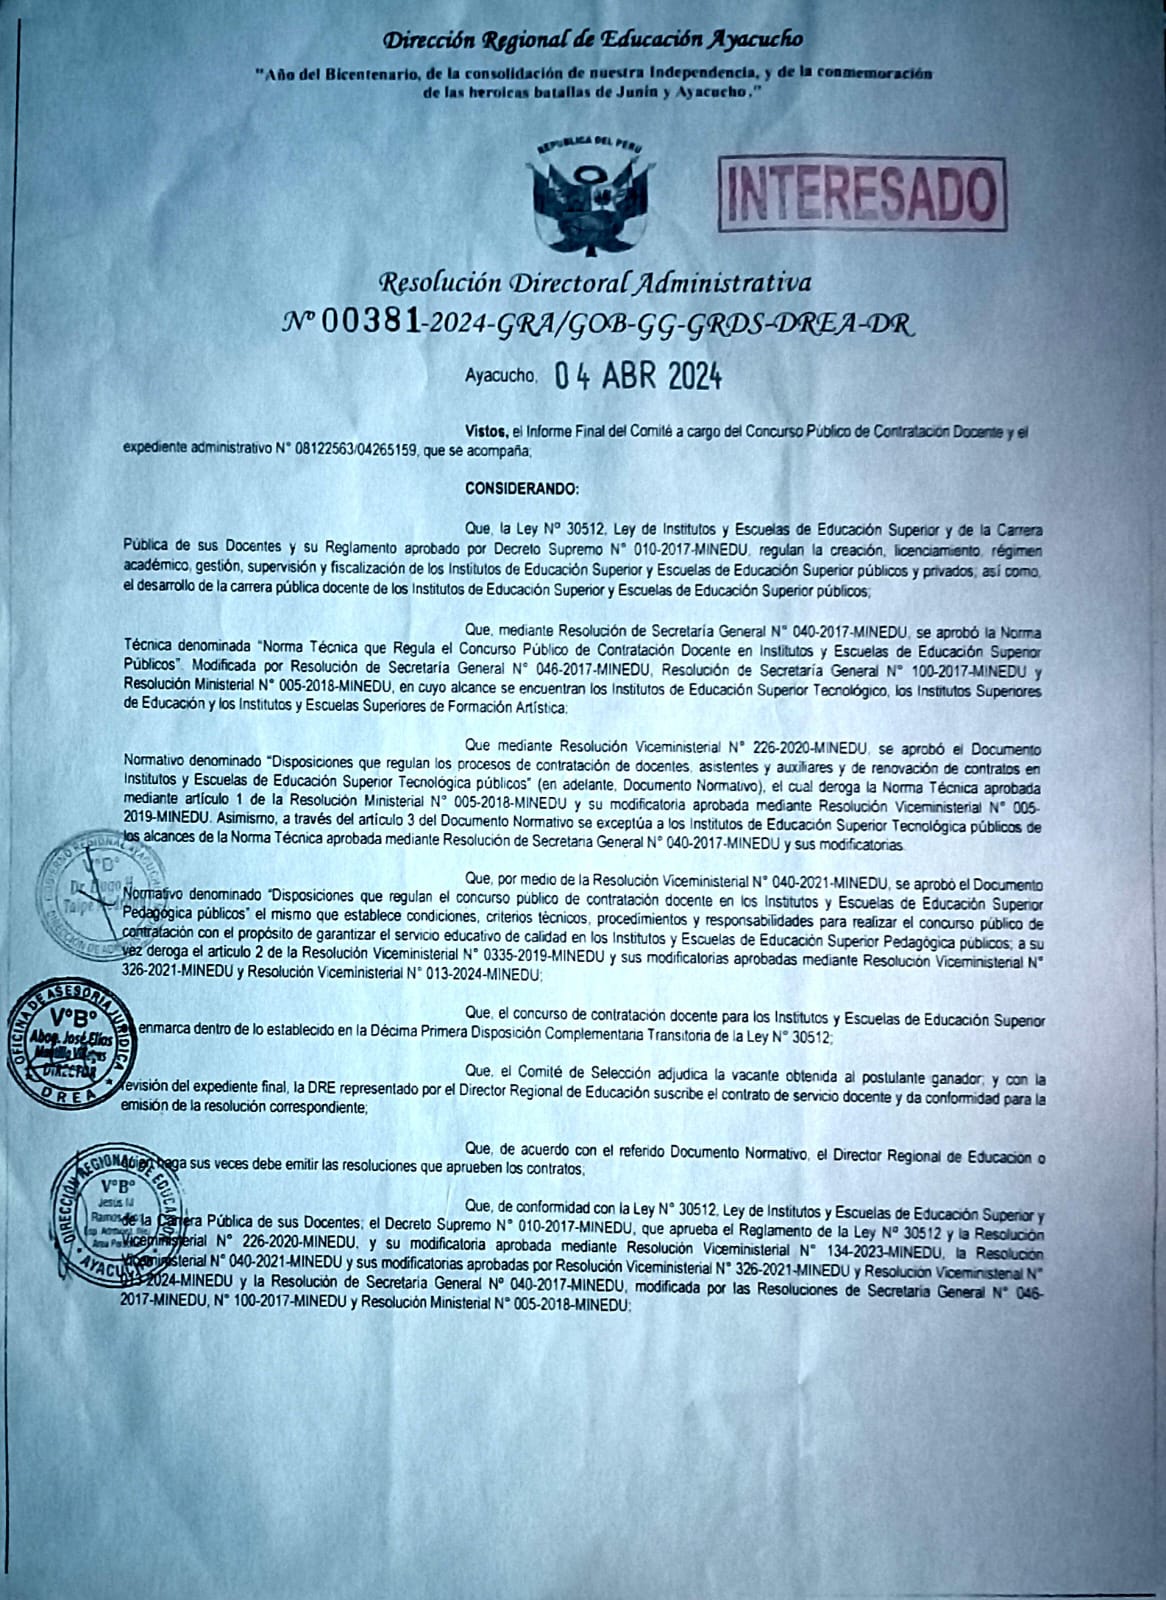 Dirección Regional de Educación Ayacucho
"Año del Bicentenario, de la consolidación de nuestra Independencia, y de la conmemoración
de las heroicas batallas de Junín y Ayacucho."
REPUBLICA DEL PERU
INTERESADO
Resolución Directoral Administrativa
Nº 00381-2024-GRA/GOB-GG-GRDS-DREA-DR
Ayacucho, 04 ABR 2024
Vistos, el Informe Final del Comité a cargo del Concurso Público de Contratación Docente y el
expediente administrativo N° 08122563/04265159, que se acompaña;
CONSIDERANDO:
Que, la Ley Nº 30512, Ley de Institutos y Escuelas de Educación Superior y de la Carrera
Pública de sus Docentes y su Reglamento aprobado por Decreto Supremo N° 010-2017-MINEDU, regulan la creación, licenciamiento, régimen
académico, gestión, supervisión y fiscalización de los Institutos de Educación Superior y Escuelas de Educación Superior públicos y privados; así como,
el desarrollo de la carrera pública docente de los Institutos de Educación Superior y Escuelas de Educación Superior públicos;
Que, mediante Resolución de Secretaría General N° 040-2017-MINEDU, se aprobó la Norma
Técnica denominada "Norma Técnica que Regula el Concurso Público de Contratación Docente en Institutos y Escuelas de Educación Superior
Públicos". Modificada por Resolución de Secretaría General N° 046-2017-MINEDU, Resolución de Secretaría General N° 100-2017-MINEDU y
Resolución Ministerial N° 005-2018-MINEDU, en cuyo alcance se encuentran los Institutos de Educación Superior Tecnológico, los Institutos Superiores
de Educación y los Institutos y Escuelas Superiores de Formación Artística;
Que mediante Resolución Viceministerial N° 226-2020-MINEDU, se aprobó el Documento
Normativo denominado "Disposiciones que regulan los procesos de contratación de docentes, asistentes y auxiliares y de renovación de contratos en
Institutos y Escuelas de Educación Superior Tecnológica públicos" (en adelante, Documento Normativo), el cual deroga la Norma Técnica aprobada
mediante artículo 1 de la Resolución Ministerial N° 005-2018-MINEDU y su modificatoria aprobada mediante Resolución Viceministerial N° 005-
2019-MINEDU. Asimismo, a través del artículo 3 del Documento Normativo se exceptúa a los Institutos de Educación Superior Tecnológica públicos de
los alcances de la Norma Técnica aprobada mediante Resolución de Secretaria General N° 040-2017-MINEDU y sus modificatorias.
Que, por medio de la Resolución Viceministerial N° 040-2021-MINEDU, se aprobó el Documento
Normativo denominado "Disposiciones que regulan el concurso público de contratación docente en los Institutos y Escuelas de Educación Superior
Pedagógica públicos" el mismo que establece condiciones, criterios técnicos, procedimientos y responsabilidades para realizar el concurso público de
contratación con el propósito de garantizar el servicio educativo de calidad en los Institutos y Escuelas de Educación Superior Pedagógica públicos; a su
vez deroga el articulo 2 de la Resolución Viceministerial N° 0335-2019-MINEDU y sus modificatorias aprobadas mediante Resolución Viceministerial N°
326-2021-MINEDU y Resolución Viceministerial N° 013-2024-MINEDU;
Que, el concurso de contratación docente para los Institutos y Escuelas de Educación Superior
enmarca dentro de lo establecido en la Décima Primera Disposición Complementaria Transitoria de la Ley N° 30512;
Que, el Comité de Selección adjudica la vacante obtenida al postulante ganador; y con la
revisión del expediente final, la DRE representado por el Director Regional de Educación suscribe el contrato de servicio docente y da conformidad para la
emisión de la resolución correspondiente;
Que, de acuerdo con el referido Documento Normativo, el Director Regional de Educación o
quien haga sus veces debe emitir las resoluciones que aprueben los contratos;
Que, de conformidad con la Ley N° 30512, Ley de Institutos y Escuelas de Educación Superior y
de la Carrera Pública de sus Docentes; el Decreto Supremo N° 010-2017-MINEDU, que aprueba el Reglamento de la Ley Nº 30512 y la Resolución
Viceministerial N° 226-2020-MINEDU, y su modificatoria aprobada mediante Resolución Viceministerial N° 134-2023-MINEDU, la Resolución
Viceministerial N° 040-2021-MINEDU y sus modificatorias aprobadas por Resolución Viceministerial N° 326-2021-MINEDU y Resolución Viceministerial N°
013-2024-MINEDU y la Resolución de Secretaría General Nº 040-2017-MINEDU, modificada por las Resoluciones de Secretaría General N° 046-
2017-MINEDU, N° 100-2017-MINEDU y Resolución Ministerial N° 005-2018-MINEDU;
GOBIERNO REGIONAL AYACUCHO
V°B°
Dr. Hugo
OFICINA DE ASESORIA JURIDICA
V°B°
Abog. José Elías
Mantilla
DIRECTOR
DREA
DIRECCIÓN REGIONAL DE EDUCACIÓN
V°B°
Jesús M
AYACUCHO